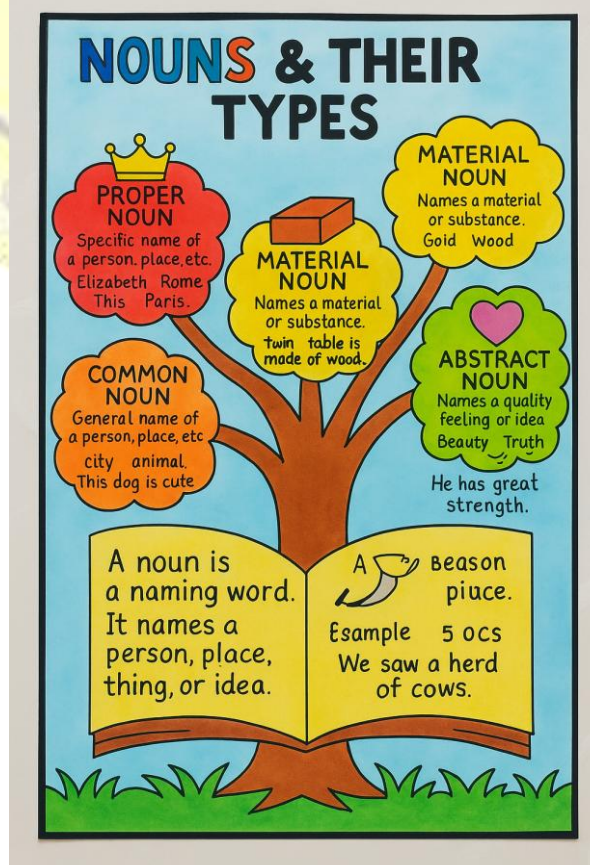 NOUNS & THEIR
TYPES
PROPER
NOUN
Specific name of
a person. place, etc.
Elizabeth Rome
This Paris.
MATERIAL
NOUN
Names a material
or substance.
twin table is
made of wood.
MATERIAL
NOUN
Names a material
or substance.
Goid Wood
COMMON
NOUN
General name of
a person, place, etc
city animal.
This dog is cute
ABSTRACT
NOUN
Names a quality
feeling or idea
Beauty Truth
He has great
strength.
A noun is
a naming word.
It names a
person, place,
thing, or idea.
A Beason
piuce.
Esample 5 ocs
We saw a herd
of cows.